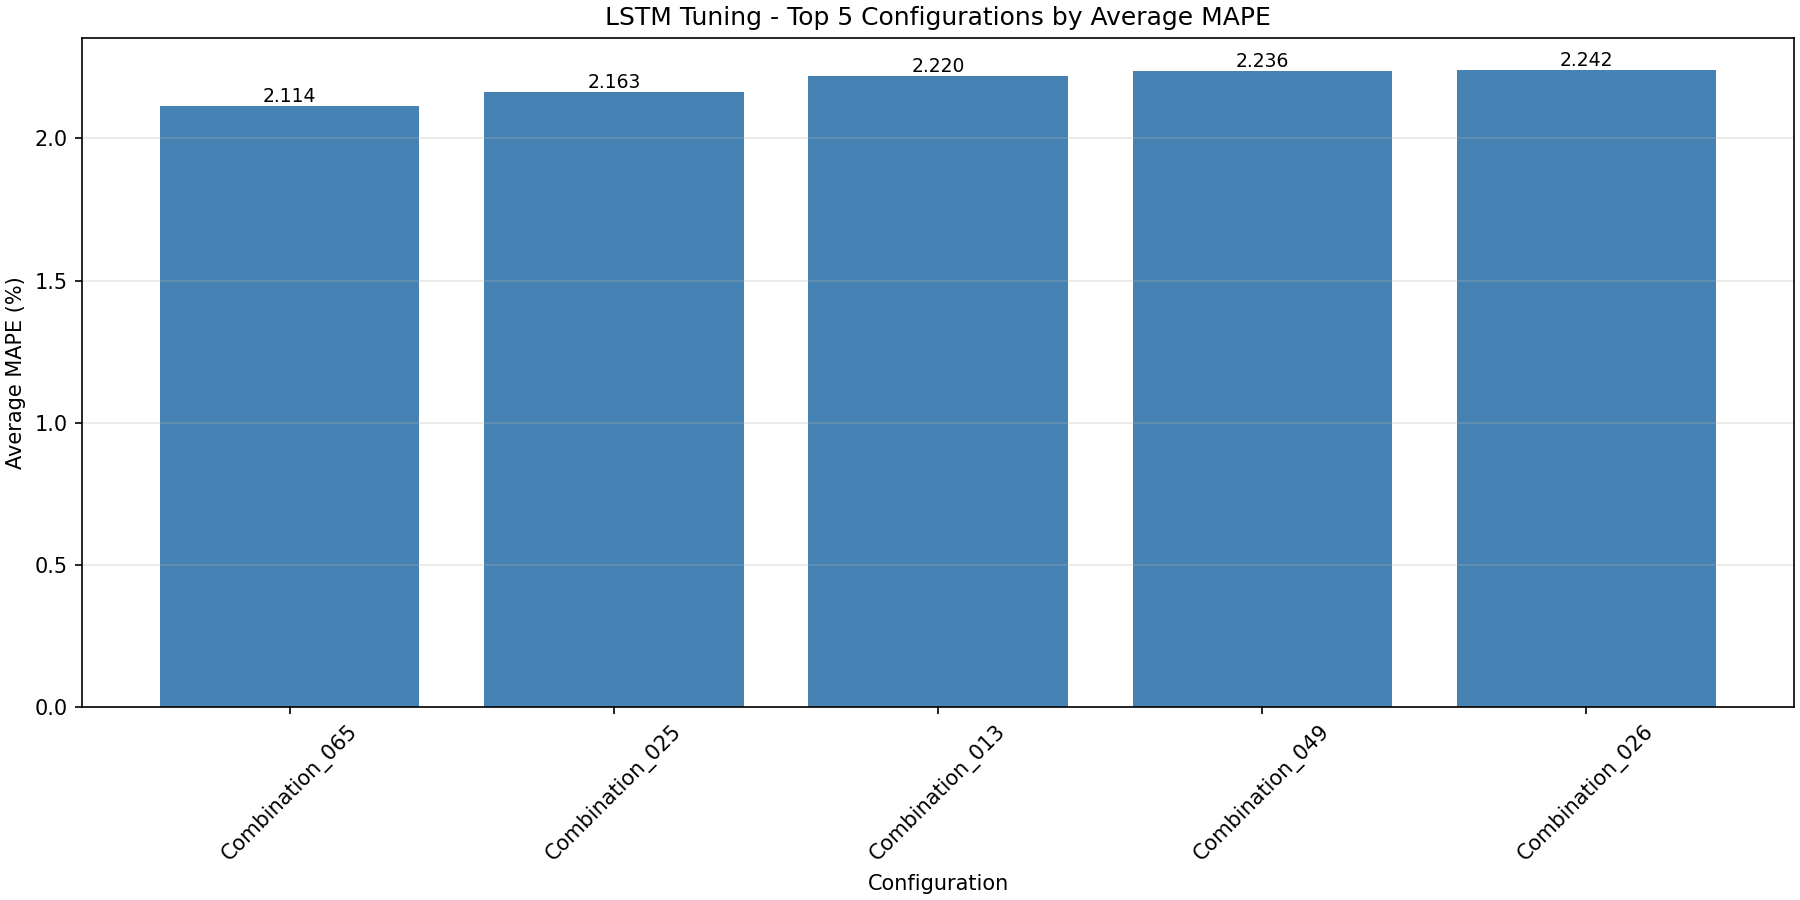 LSTM Tuning - Top 5 Configurations by Average MAPE
Average MAPE (%)
2.0
1.5
1.0
0.5
0.0
2.114
2.163
2.220
2.236
2.242
Combination_065
Combination_025
Combination_013
Combination_049
Combination_026
Configuration